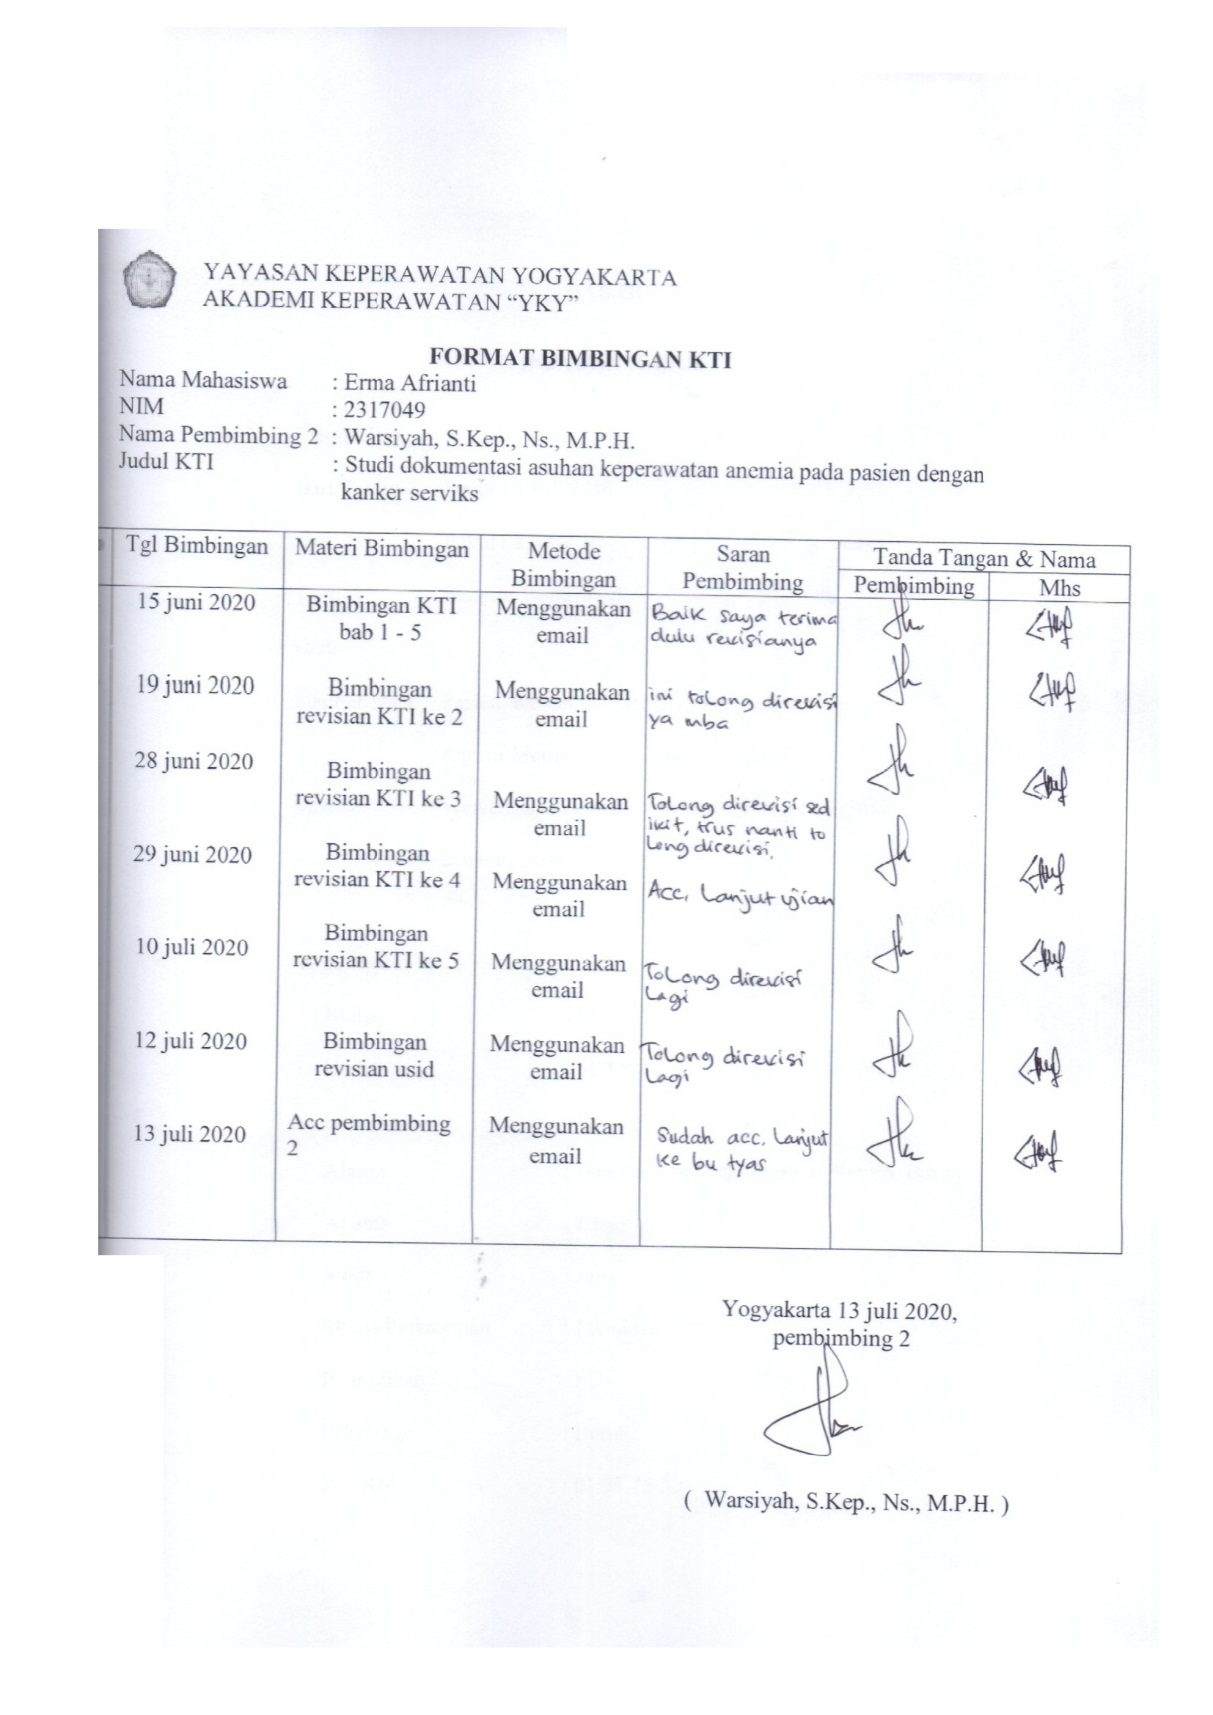 YAYASAN KEPERAWATAN YOGYAKARTA
AKADEMI KEPERAWATAN “YKY”
FORMAT BIMBINGAN KTI
Nama Mahasiswa : Erma Afrianti
NIM : 2317049
Nama Pembimbing 2 : Warsiyah, S.Kep., Ns., M.P.H.
Judul KTI : Studi dokumentasi asuhan keperawatan anemia pada pasien dengan
kanker serviks
Tgl Bimbingan Materi Bimbingan Metode Bimbingan Saran Pembimbing Tanda Tangan & Nama
Pembimbing Mhs
15 juni 2020 Bimbingan KTI Menggunakan Baik saya terima
bab 1 - 5 email dulu revisianya
19 juni 2020 Bimbingan Menggunakan ini tolong direvisi
revisian KTI ke 2 email ya mba
28 juni 2020
Bimbingan
revisian KTI ke 3 Menggunakan Tolong direvisi sed
email ikit, trus nanti to
long direvisi.
29 juni 2020 Bimbingan
revisian KTI ke 4 Menggunakan Acc, Lanjut ujian
email
10 juli 2020 Bimbingan
revisian KTI ke 5 Menggunakan Tolong direvisi
email Lagi
12 juli 2020 Bimbingan Menggunakan Tolong direvisi
revisian usid email Lagi
13 juli 2020 Acc pembimbing Menggunakan Sudah acc, Lanjut
2 email ke bu tyas
Yogyakarta 13 juli 2020,
pembimbing 2
( Warsiyah, S.Kep., Ns., M.P.H. )